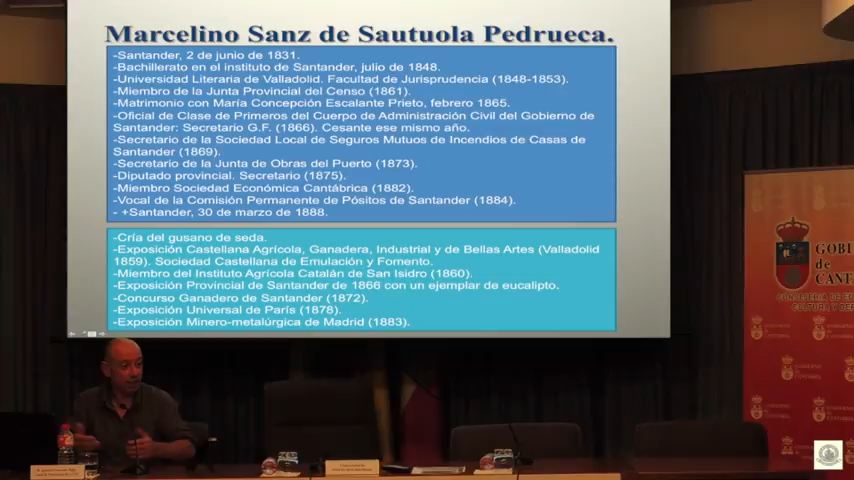 Marcelino Sanz de Sautuola Pedrueca.
-Santander, 2 de junio de 1831.
-Bachillerato en el instituto de Santander, julio de 1848.
-Universidad Literaria de Valladolid. Facultad de Jurisprudencia (1848-1853).
-Miembro de la Junta Provincial del Censo (1861).
-Matrimonio con María Concepción Escalante Prieto, febrero 1865.
-Oficial de Clase de Primeros del Cuerpo de Administración Civil del Gobierno de
Santander: Secretario G.F. (1866). Cesante ese mismo año.
-Secretario de la Sociedad Local de Seguros Mutuos de Incendios de Casas de
Santander (1869).
-Secretario de la Junta de Obras del Puerto (1873).
-Diputado provincial. Secretario (1875).
-Miembro Sociedad Económica Cantábrica (1882).
-Vocal de la Comisión Permanente de Pósitos de Santander (1884).
- +Santander, 30 de marzo de 1888.
-Cría del gusano de seda.
-Exposición Castellana Agrícola, Ganadera, Industrial y de Bellas Artes (Valladolid
1859). Sociedad Castellana de Emulación y Fomento.
-Miembro del Instituto Agrícola Catalán de San Isidro (1860).
-Exposición Provincial de Santander de 1866 con un ejemplar de eucalipto.
-Concurso Ganadero de Santander (1872).
-Exposición Universal de París (1878).
-Exposición Minero-metalúrgica de Madrid (1883).
GOBI
de
CANT
CONSEJERÍA DE E
CULTURA Y DEP